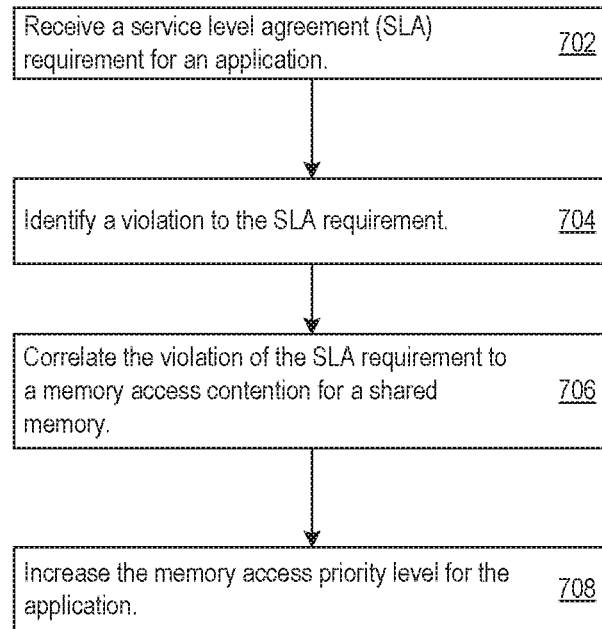 Receive a service level agreement (SLA)
requirement for an application. 702
Identify a violation to the SLA requirement. 704
Correlate the violation of the SLA requirement to
a memory access contention for a shared 706
memory.
Increase the memory access priority level for the
application. 708